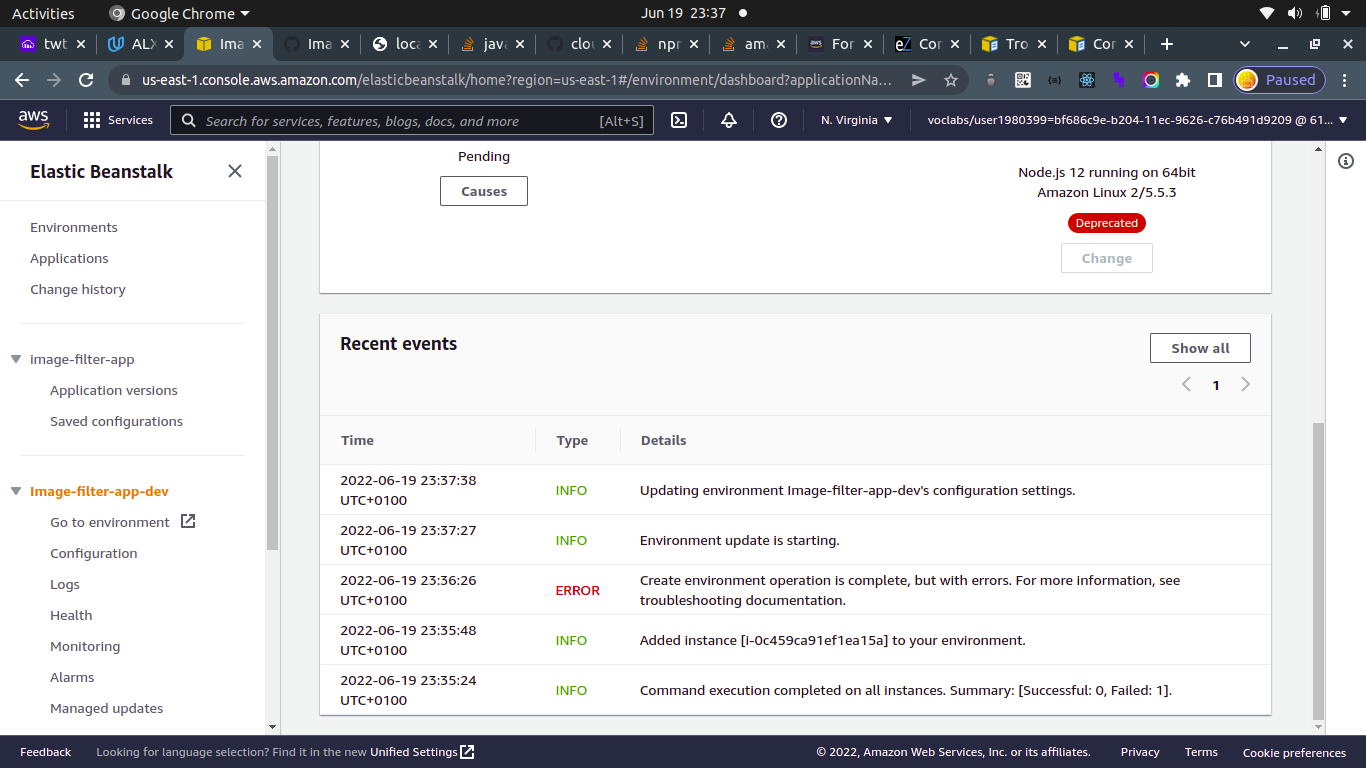 Activities
Google Chrome
Jun 19 23:37
twt
ALX
Ima
Ima
loca
java
clou
npr
ama
For
Cor
Tro
Cor
us-east-1.console.aws.amazon.com/elasticbeanstalk/home?region=us-east-1#/environment/dashboard?applicationNa...
Paused
aws
Services
Search for services, features, blogs, docs, and more
[Alt+S]
N. Virginia
voclabs/user1980399=bf686c9e-b204-11ec-9626-c76b491d9209 @ 61...
Elastic Beanstalk
Environments
Applications
Change history
image-filter-app
Application versions
Saved configurations
Image-filter-app-dev
Go to environment
Configuration
Logs
Health
Monitoring
Alarms
Managed updates
Pending
Causes
Node.js 12 running on 64bit
Amazon Linux 2/5.5.3
Deprecated
Change
Recent events
Show all
1
Time Type Details
2022-06-19 23:37:38
UTC+0100
INFO
Updating environment Image-filter-app-dev's configuration settings.
2022-06-19 23:37:27
UTC+0100
INFO
Environment update is starting.
2022-06-19 23:36:26
UTC+0100
ERROR
Create environment operation is complete, but with errors. For more information, see
troubleshooting documentation.
2022-06-19 23:35:48
UTC+0100
INFO
Added instance [i-0c459ca91ef1ea15a] to your environment.
2022-06-19 23:35:24
UTC+0100
INFO
Command execution completed on all instances. Summary: [Successful: 0, Failed: 1].
Feedback
Looking for language selection? Find it in the new Unified Settings
© 2022, Amazon Web Services, Inc. or its affiliates.
Privacy
Terms
Cookie preferences